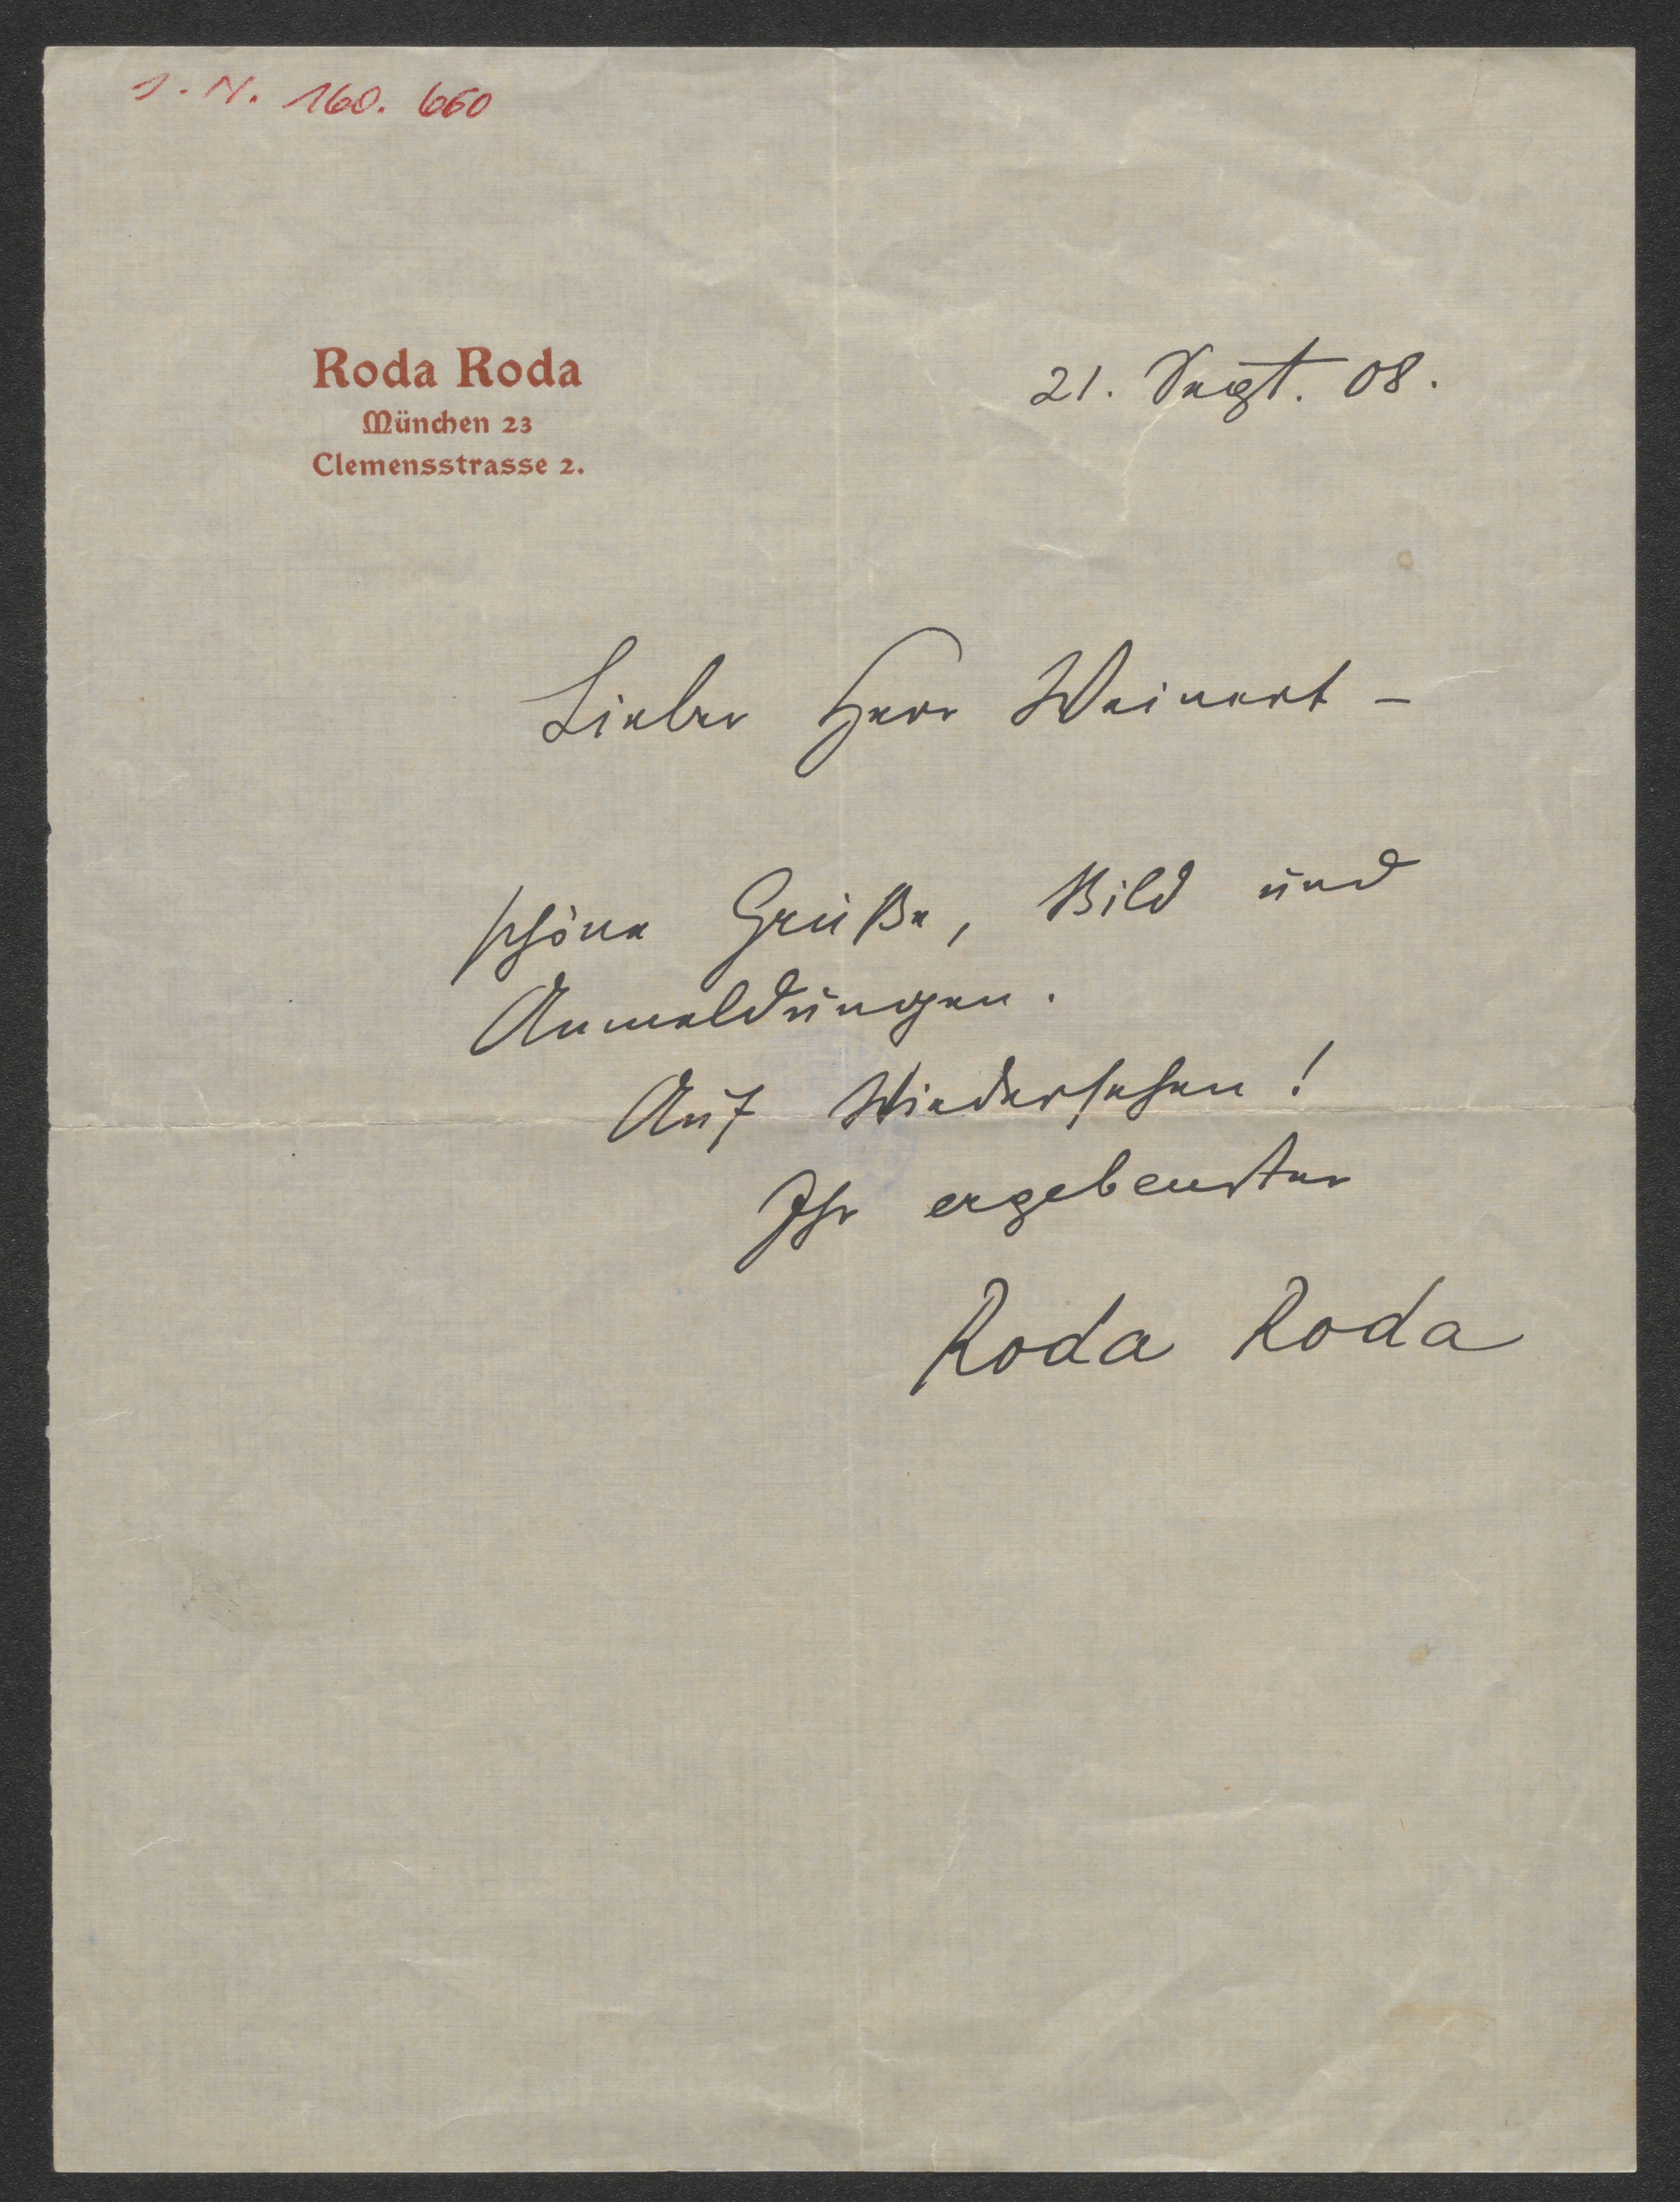 J. N. 160.660
Roda Roda
München 23
Clemensstrasse 2.
21. Sept. 08.
Lieber Herr Weinert –
schöne Grüße, Bild und
Anmeldungen.
Auf Wiedersehen!
Ihr ergebenster
Roda Roda